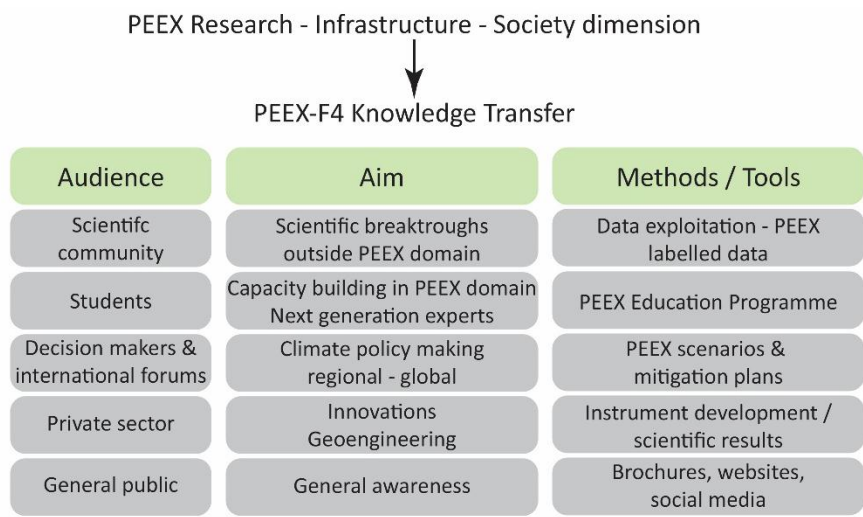 PEEX Research - Infrastructure - Society dimension
PEEX-F4 Knowledge Transfer
Audience
Aim
Methods / Tools
Scientifc
community
Scientific breaktroughs
outside PEEX domain
Data exploitation - PEEX
labelled data
Students
Capacity building in PEEX domain
Next generation experts
PEEX Education Programme
Decision makers &
international forums
Climate policy making
regional - global
PEEX scenarios &
mitigation plans
Private sector
Innovations
Geoengineering
Instrument development /
scientific results
General public
General awareness
Brochures, websites,
social media